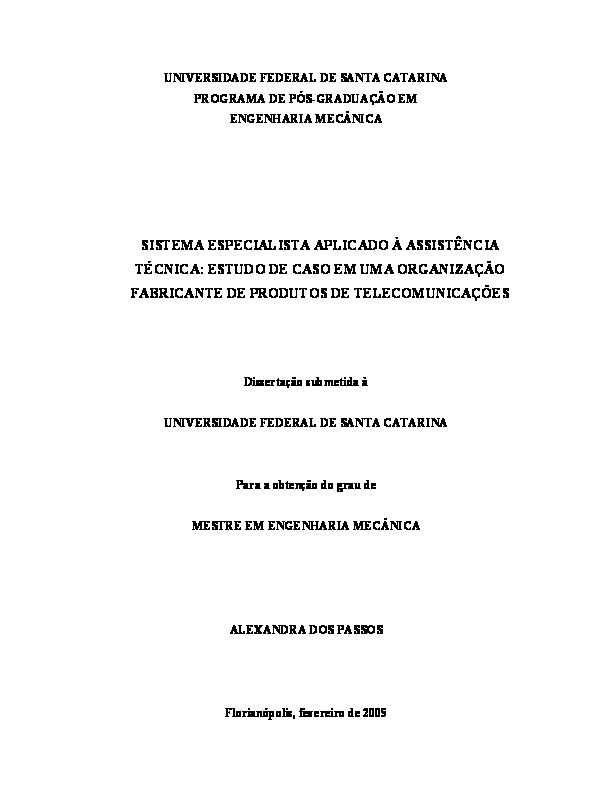 UNIVERSIDADE FEDERAL DE SANTA CATARINA
PROGRAMA DE PÓS-GRADUAÇÃO EM
ENGENHARIA MECÂNICA
SISTEMA ESPECIALISTA APLICADO À ASSISTÊNCIA
TÉCNICA: ESTUDO DE CASO EM UMA ORGANIZAÇÃO
FABRICANTE DE PRODUTOS DE TELECOMUNICAÇÕES
Dissertação submetida à
UNIVERSIDADE FEDERAL DE SANTA CATARINA
Para a obtenção do grau de
MESTRE EM ENGENHARIA MECÂNICA
ALEXANDRA DOS PASSOS
Florianópolis, fevereiro de 2005